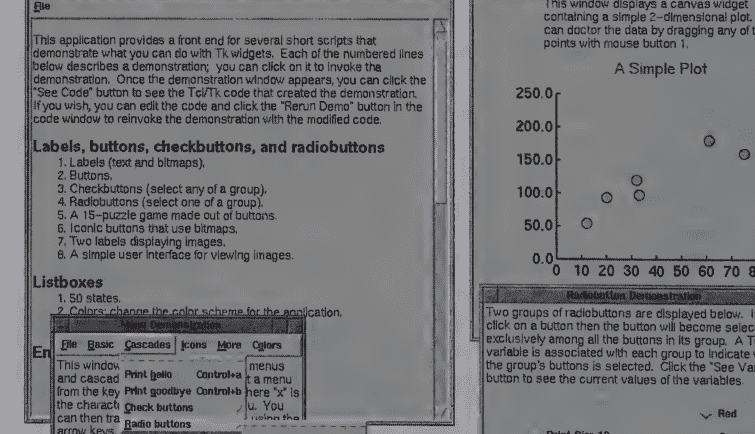 File
This application provides a front end for several short scripts that
demonstrate what you can do with Tk widgets. Each of the numbered lines
below describes a demonstration; you can click on it to invoke the
demonstration. Once the demonstration window appears, you can click the
"See Code" button to see the Tcl/Tk code that created the demonstration.
If you wish, you can edit the code and click the "Rerun Demo" button in the
code window to reinvoke the demonstration with the modified code.
Labels, buttons, checkbuttons, and radiobuttons
1. Labels (text and bitmaps).
2. Buttons.
3. Checkbuttons (select any of a group).
4. Radiobuttons (select one of a group).
5. A 15-puzzle game made out of buttons.
6. Iconic buttons that use bitmaps.
7. Two labels displaying images.
8. A simple user interface for viewing images.
Listboxes
1. 50 states.
2. Colors: change the color scheme for the application.
En
Menu Demonstration
File Basic Cascades Icons More Colors
This window menus
and cascad t a menu
from the key here "x" is
the characte u. You
can then tra using the
arrow keys
Print hello Control+a
Print goodbye Control+b
Check buttons
Radio buttons
This window displays a canvas widget
containing a simple 2-dimensional plot.
can doctor the data by dragging any of t
points with mouse button 1.
A Simple Plot
250.0
200.0
150.0
100.0
50.0
0.0
0 10 20 30 40 50 60 70 8
Radiobutton Demonstration
Two groups of radiobuttons are displayed below. I
click on a button then the button will become selec
exclusively among all the buttons in its group. A T
variable is associated with each group to indicate
the group's buttons is selected. Click the "See Va
button to see the current values of the variables.
Red
Point Size 10